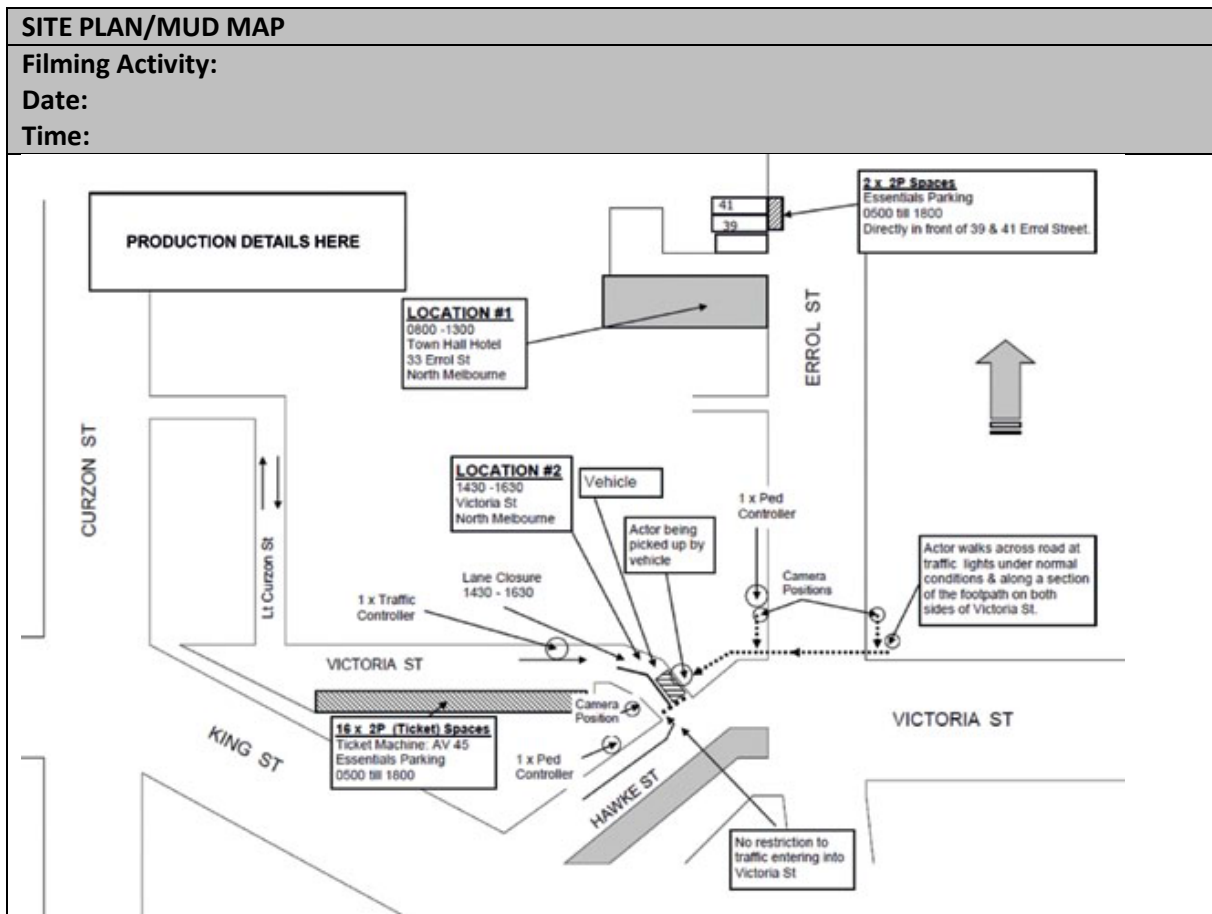 SITE PLAN/MUD MAP
Filming Activity:
Date:
Time:
PRODUCTION DETAILS HERE
41
39
2 x 2P Spaces
Essentials Parking
0500 till 1800
Directly in front of 39 & 41 Errol Street.
LOCATION #1
0800 -1300
Town Hall Hotel
33 Errol St
North Melbourne
ERROL ST
CURZON ST
Lt Curzon St
LOCATION #2
1430 -1630
Victoria St
North Melbourne
Vehicle
Actor being
picked up by
vehicle
1 x Ped
Controller
Camera
Positions
Actor walks across road at
traffic lights under normal
conditions & along a section
of the footpath on both
sides of Victoria St.
Lane Closure
1430 - 1630
1 x Traffic
Controller
VICTORIA ST
16 x 2P (Ticket) Spaces
Ticket Machine: AV 45
Essentials Parking
0500 till 1800
Camera
Position
1 x Ped
Controller
KING ST
HAWKE ST
VICTORIA ST
No restriction to
traffic entering into
Victoria St